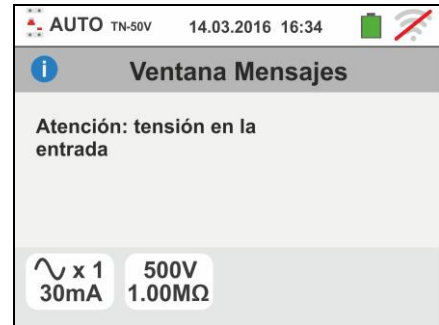 AUTO TN-50V 14.03.2016 16:34
i Ventana Mensajes
Atención: tensión en la
entrada
x 1 500V
30mA 1.00MΩ